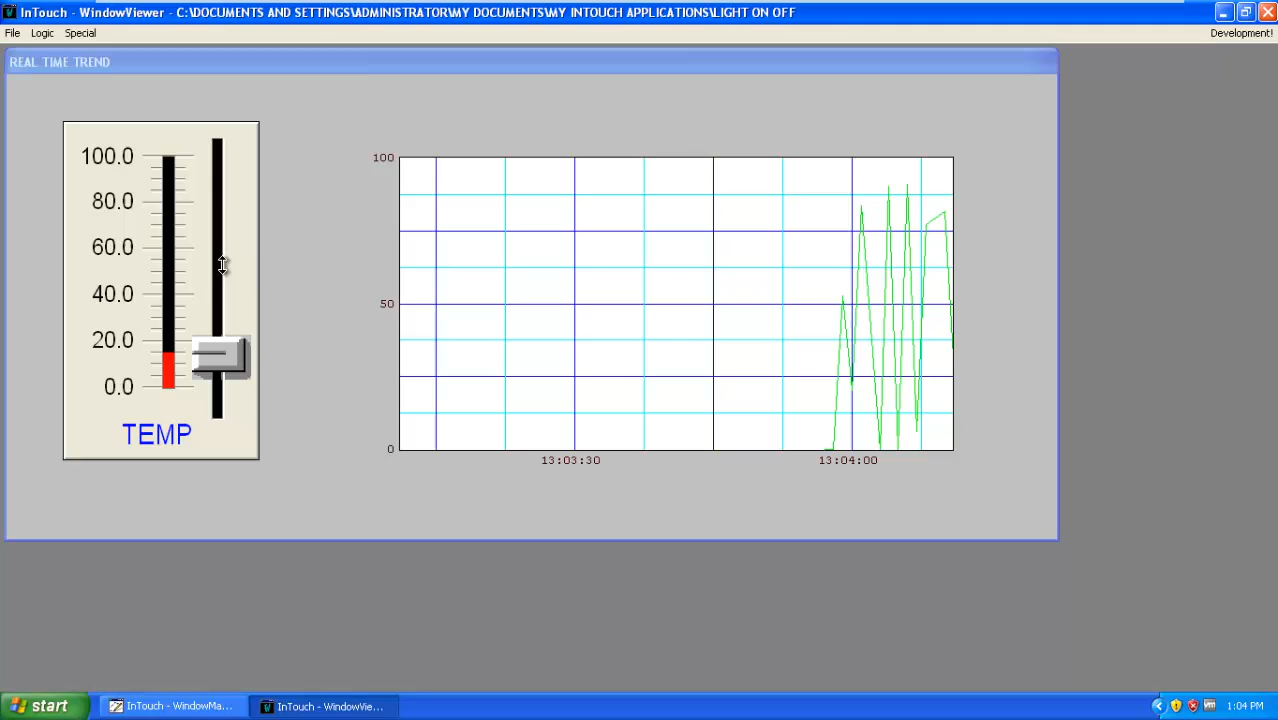 InTouch - WindowViewer - C:\DOCUMENTS AND SETTINGS\ADMINISTRATOR\MY DOCUMENTS\MY INTOUCH APPLICATIONS\LIGHT ON OFF
File Logic Special Development!
REAL TIME TREND
100.0
80.0
60.0
40.0
20.0
0.0
TEMP
100
50
0
13:03:30 13:04:00
start InTouch - WindowMa... InTouch - WindowVie... 1:04 PM